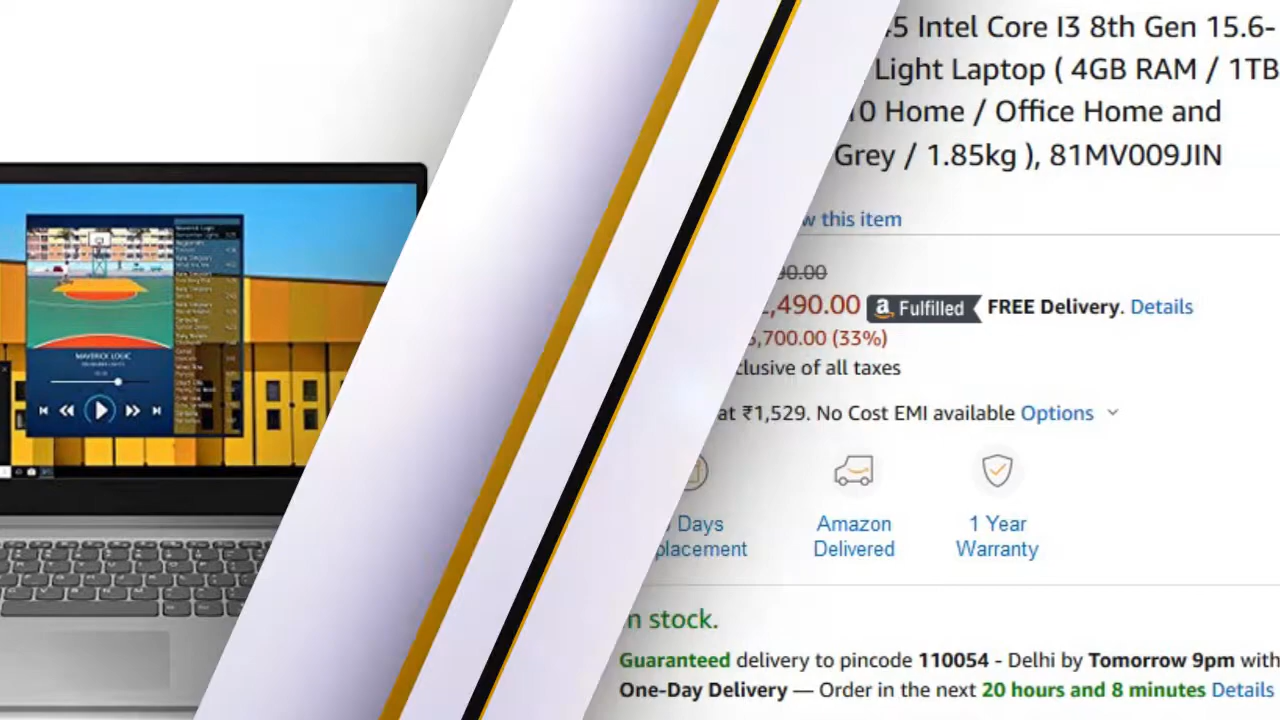 MAVERICK LOGIC
Intel Core I3 8th Gen 15.6-
Light Laptop ( 4GB RAM / 1TB
10 Home / Office Home and
Grey / 1.85kg ), 81MV009JIN
this item
,490.00 a Fulfilled FREE Delivery. Details
,700.00 (33%)
clusive of all taxes
at ₹1,529. No Cost EMI available Options
Days
placement
Amazon
Delivered
1 Year
Warranty
n stock.
Guaranteed delivery to pincode 110054 - Delhi by Tomorrow 9pm with
One-Day Delivery — Order in the next 20 hours and 8 minutes Details